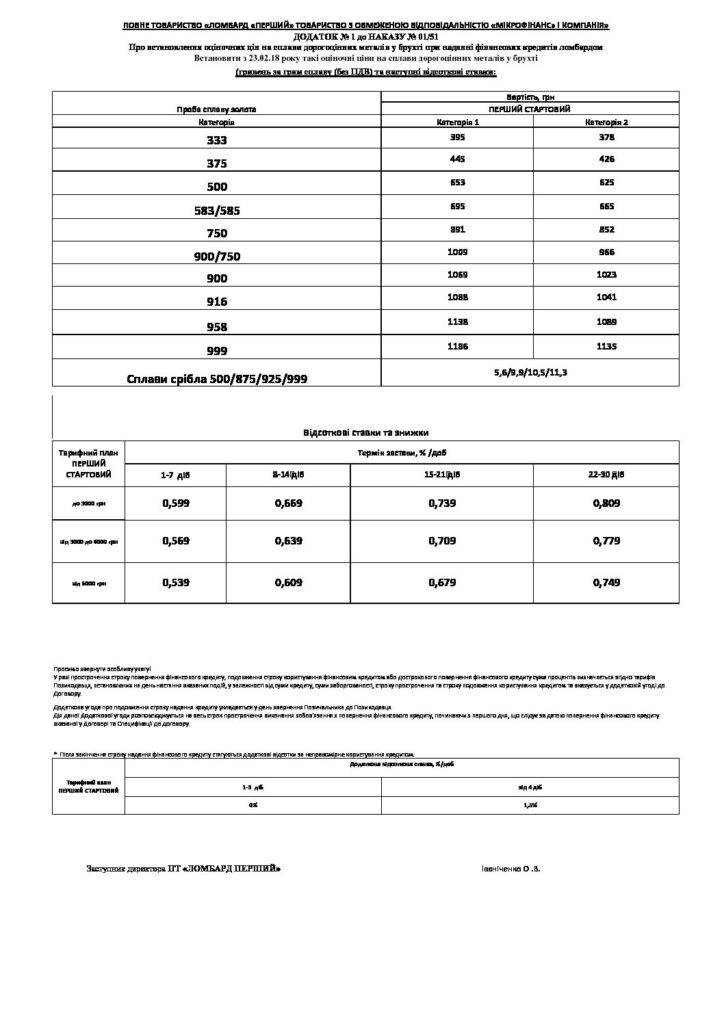 ПОВНЕ ТОВАРИСТВО «ЛОМБАРД «ПЕРШИЙ» ТОВАРИСТВО З ОБМЕЖЕНОЮ ВІДПОВІДАЛЬНІСТЮ «МІКРОФІНАНС» І КОМПАНІЯ»
ДОДАТОК № 1 до НАКАЗУ № 01/51
Про встановлення оціночних цін на сплави дорогоцінних металів у брухті при наданні фінансових кредитів ломбардом
Встановити з 23.02.18 року такі оціночні ціни на сплави дорогоцінних металів у брухті
(гривень за грам сплаву (без ПДВ) та наступні відсоткові ставки:
Проба сплаву золота Вартість, грн
ПЕРШИЙ СТАРТОВИЙ
Категорія Категорія 1 Категорія 2
333 395 378
375 445 426
500 653 625
583/585 695 665
750 891 852
900/750 1009 966
900 1069 1023
916 1088 1041
958 1138 1089
999 1186 1135
Сплави срібла 500/875/925/999 5,6/9,9/10,5/11,3
Відсоткові ставки та знижки
Тарифний план ПЕРШИЙ СТАРТОВИЙ Термін застави, % /доб
1-7 діб 8-14діб 15-21діб 22-30 діб
до 3000 грн 0,599 0,669 0,739 0,809
від 3000 до 6000 грн 0,569 0,639 0,709 0,779
від 6000 грн 0,539 0,609 0,679 0,749
Просимо звернути особливу увагу!
У разі прострочення строку повернення фінансового кредиту, подовження строку користування фінансовим кредитом або дострокового повернення фінансового кредиту сума процентів визначається згідно тарифів
Позикодавця, встановлених на день настання вказаних подій, у залежності від суми кредиту, суми заборгованості, строку прострочення та строку подовження користування кредитом та вказується у додатковій угоді до
Договору.
Додаткова угода про подовження строку надання кредиту укладається у день звернення Позичальника до Позикодавця.
Дія даної Додаткової угоди розповсюджується на весь строк прострочення виконання зобов'язання з повернення фінансового кредиту, починаючи з першого дня, що слідує за датою повернення фінансового кредиту
вказаної у Договорі та Специфікації до договору.
* Після закінчення строку надання фінансового кредиту стягуються додаткові відсотки за неправомірне користування кредитом.
Тарифний план ПЕРШИЙ СТАРТОВИЙ Додаткова відсоткова ставка, %/доб
1-3 діб від 4 діб
0%
Заступник директора ПТ «ЛОМБАРД ПЕРШИЙ» Іваніченко О .В.